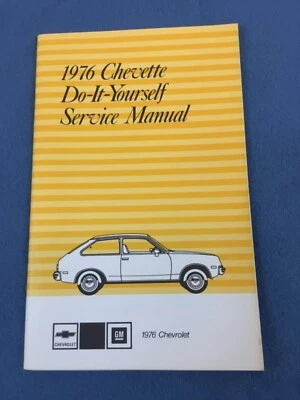 1976 Chevette
Do-It-Yourself
Service Manual
CHEVROLET
GM
1976 Chevrolet